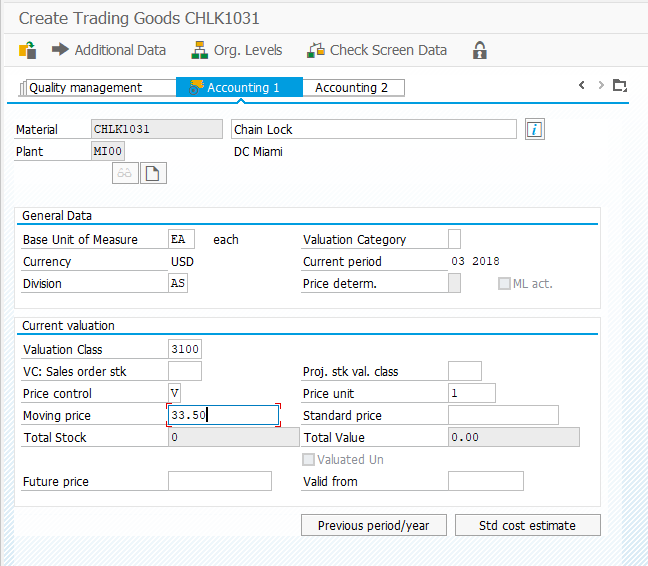 Create Trading Goods CHLK1031
Additional Data Org. Levels Check Screen Data
Quality management Accounting 1 Accounting 2
Material CHLK1031 Chain Lock
Plant MI00 DC Miami
General Data
Base Unit of Measure EA each Valuation Category
Currency USD Current period 03 2018
Division AS Price determ. ML act.
Current valuation
Valuation Class 3100
VC: Sales order stk Proj. stk val. class
Price control V Price unit 1
Moving price 33.50 Standard price
Total Stock 0 Total Value 0.00
Valuated Un
Future price Valid from
Previous period/year Std cost estimate